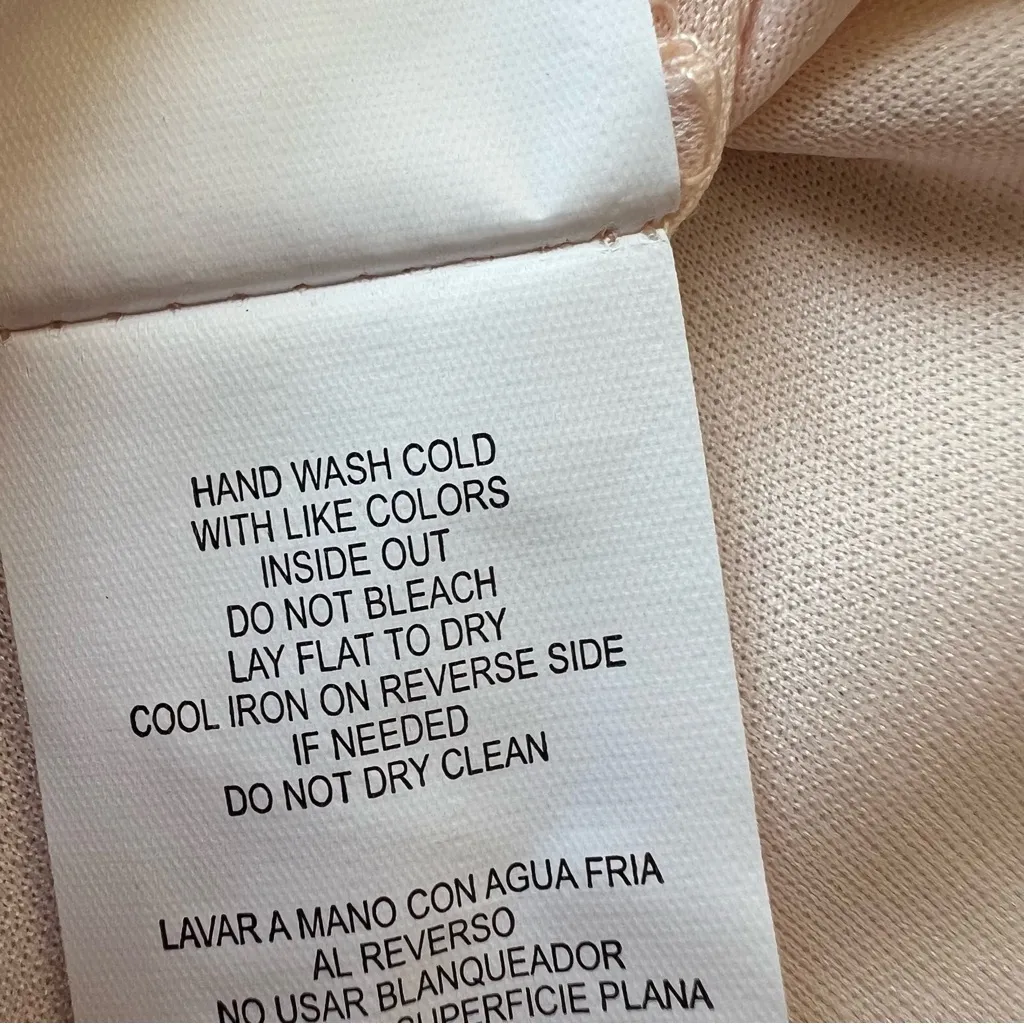 HAND WASH COLD
WITH LIKE COLORS
INSIDE OUT
DO NOT BLEACH
LAY FLAT TO DRY
COOL IRON ON REVERSE SIDE
IF NEEDED
DO NOT DRY CLEAN
LAVAR A MANO CON AGUA FRIA
AL REVERSO
NO USAR BLANQUEADOR
SUPERFICIE PLANA